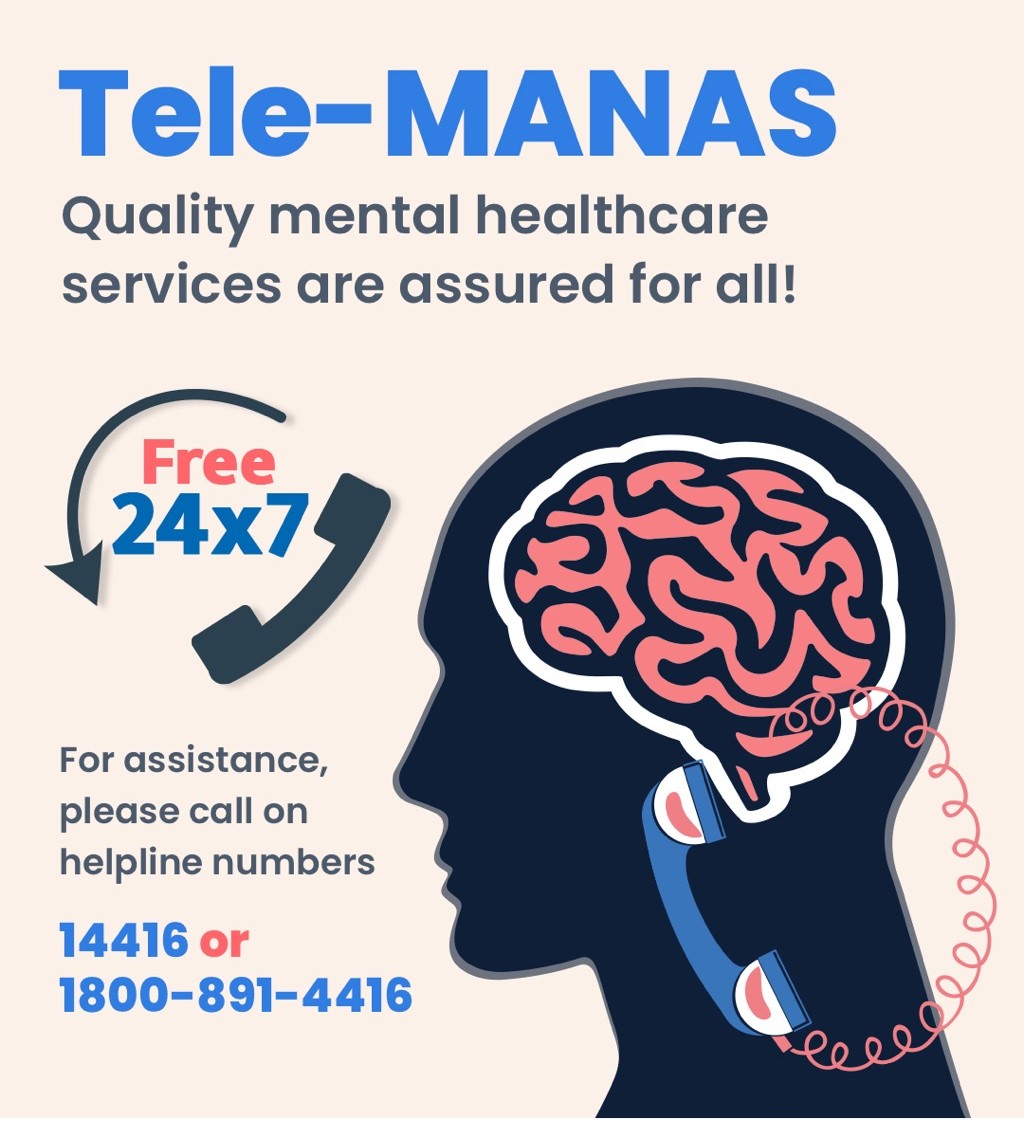 Tele-MANAS
Quality mental healthcare
services are assured for all!
Free
24x7
For assistance,
please call on
helpline numbers
14416 or
1800-891-4416